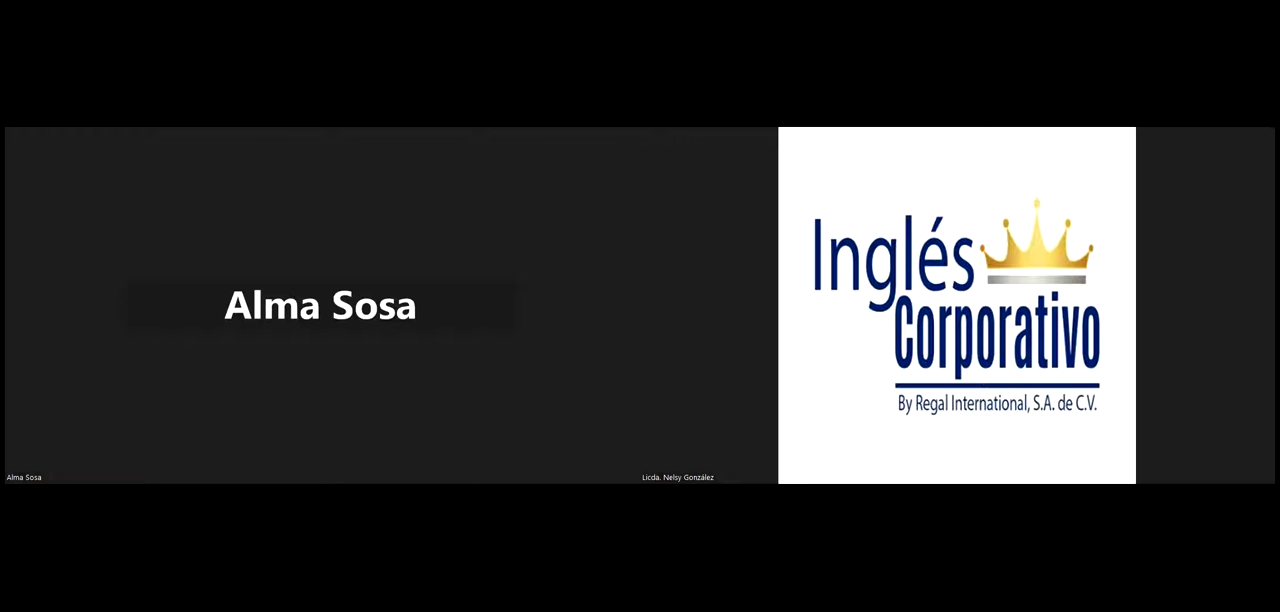 Alma Sosa
Inglés
Corporativo
By Regal International, S.A. de C.V.
Alma Sosa
Licda. Nelsy González